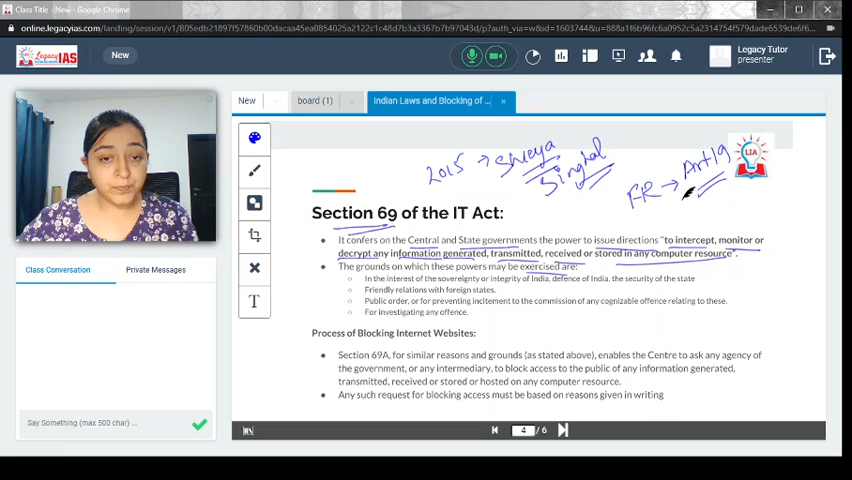 Class Title - New - Google Chrome
online.legacyias.com/landing/session/v1/805edb21897f57860b00dacaa45ea0854025a2122c1c48d7b3a3367b7b97043d/p?auth_via=w&id=1603744&u=888a1f6b96fc6a0952c5a2314754f579dade6539de6f6...
Legacy IAS
New
Legacy Tutor
presenter
New
board (1)
Indian Laws and Blocking of ...
2015 → Shreya
Singhal
FR → Art 19
LIA
Section 69 of the IT Act:
It confers on the Central and State governments the power to issue directions "to intercept, monitor or
decrypt any information generated, transmitted, received or stored in any computer resource".
The grounds on which these powers may be exercised are:
In the interest of the sovereignty or integrity of India, defence of India, the security of the state
Friendly relations with foreign states.
Public order, or for preventing incitement to the commission of any cognizable offence relating to these.
For investigating any offence.
Process of Blocking Internet Websites:
Section 69A, for similar reasons and grounds (as stated above), enables the Centre to ask any agency of
the government, or any intermediary, to block access to the public of any information generated,
transmitted, received or stored or hosted on any computer resource.
Any such request for blocking access must be based on reasons given in writing
Class Conversation
Private Messages
Say Something (max 500 char) ...
T
4 / 6